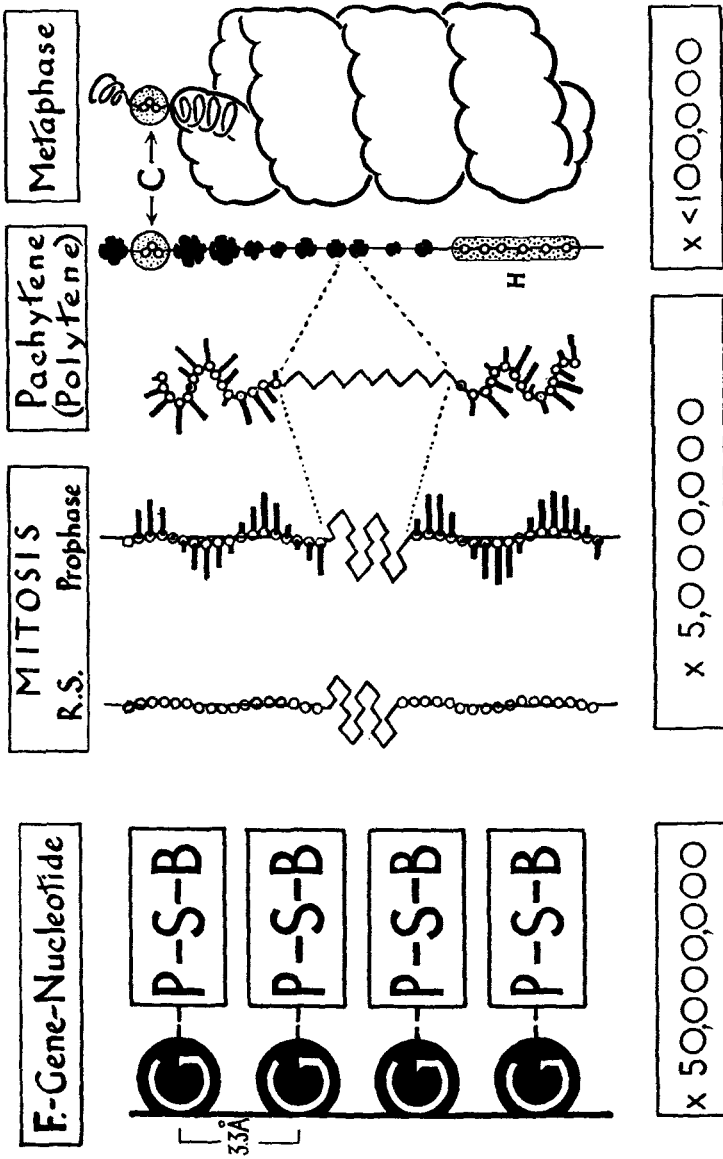 F.-Gene-Nucleotide
MITOSIS
R.S. Prophase
Pachytene
(Polytene)
Metaphase
G P-S-B
G P-S-B
G P-S-B
G P-S-B
3.3Å
C
H
x 50,000,000
x 5,000,000
x <100,000